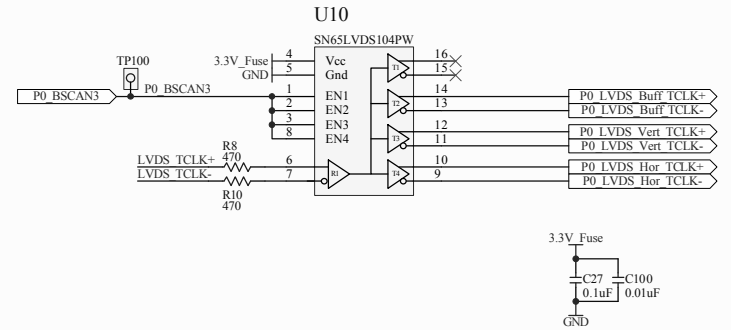 U10
SN65LVDS104PW
TP100
3.3V_Fuse 4 Vcc T1 16
GND 5 Gnd 15
P0_BSCAN3 P0_BSCAN3 1 EN1 T2 14 P0_LVDS_Buff_TCLK+
2 EN2 13 P0_LVDS_Buff_TCLK-
3 EN3 T3 12 P0_LVDS_Vert_TCLK+
8 EN4 11 P0_LVDS_Vert_TCLK-
R8
470
LVDS_TCLK+ 6 R1 T4 10 P0_LVDS_Hor_TCLK+
LVDS_TCLK- 7 9 P0_LVDS_Hor_TCLK-
R10
470
3.3V_Fuse
C27 C100
0.1uF 0.01uF
GND